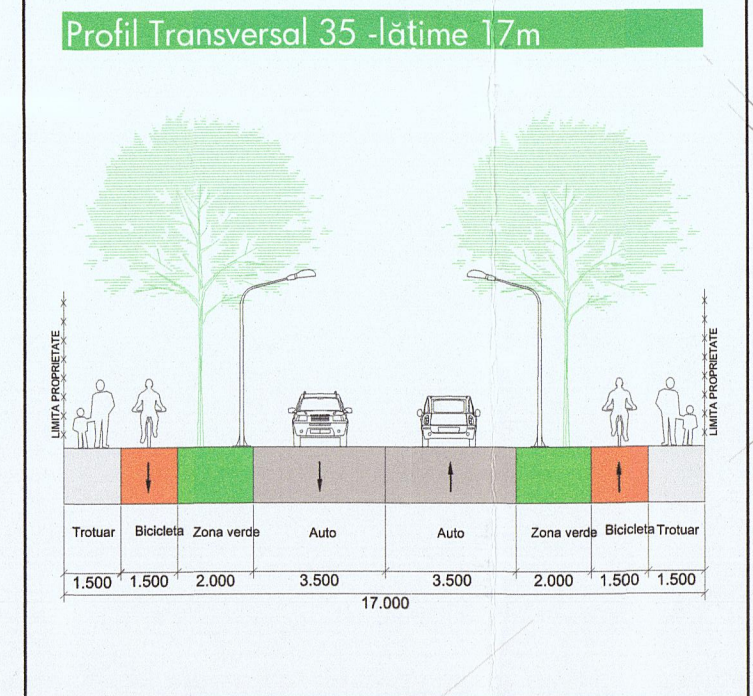 Profil Transversal 35 -lățime 17m
LIMITA PROPRIETATE
LIMITA PROPRIETATE
Trotuar Bicicleta Zona verde Auto Auto Zona verde Bicicleta Trotuar
1.500 1.500 2.000 3.500 3.500 2.000 1.500 1.500
17.000